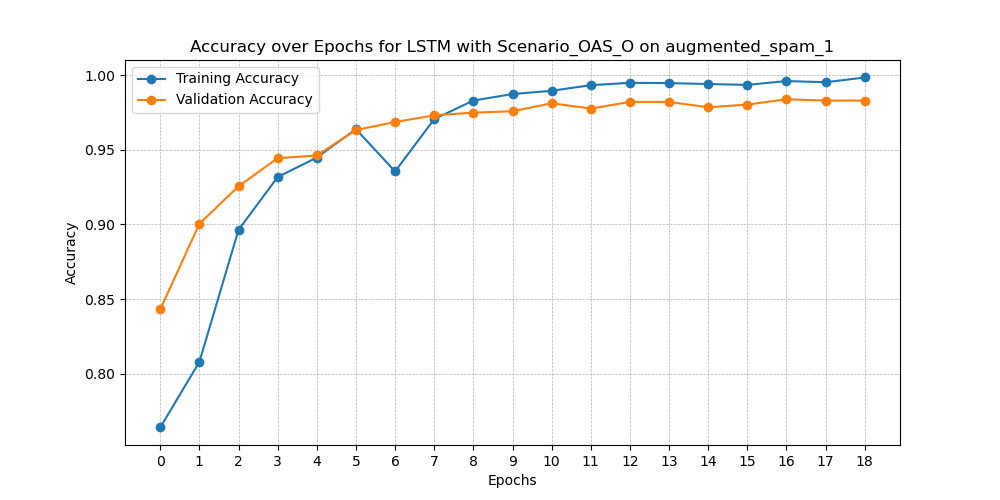 Accuracy over Epochs for LSTM with Scenario_OAS_O on augmented_spam_1
Training Accuracy
Validation Accuracy
Accuracy
1.00
0.95
0.90
0.85
0.80
0 1 2 3 4 5 6 7 8 9 10 11 12 13 14 15 16 17 18
Epochs